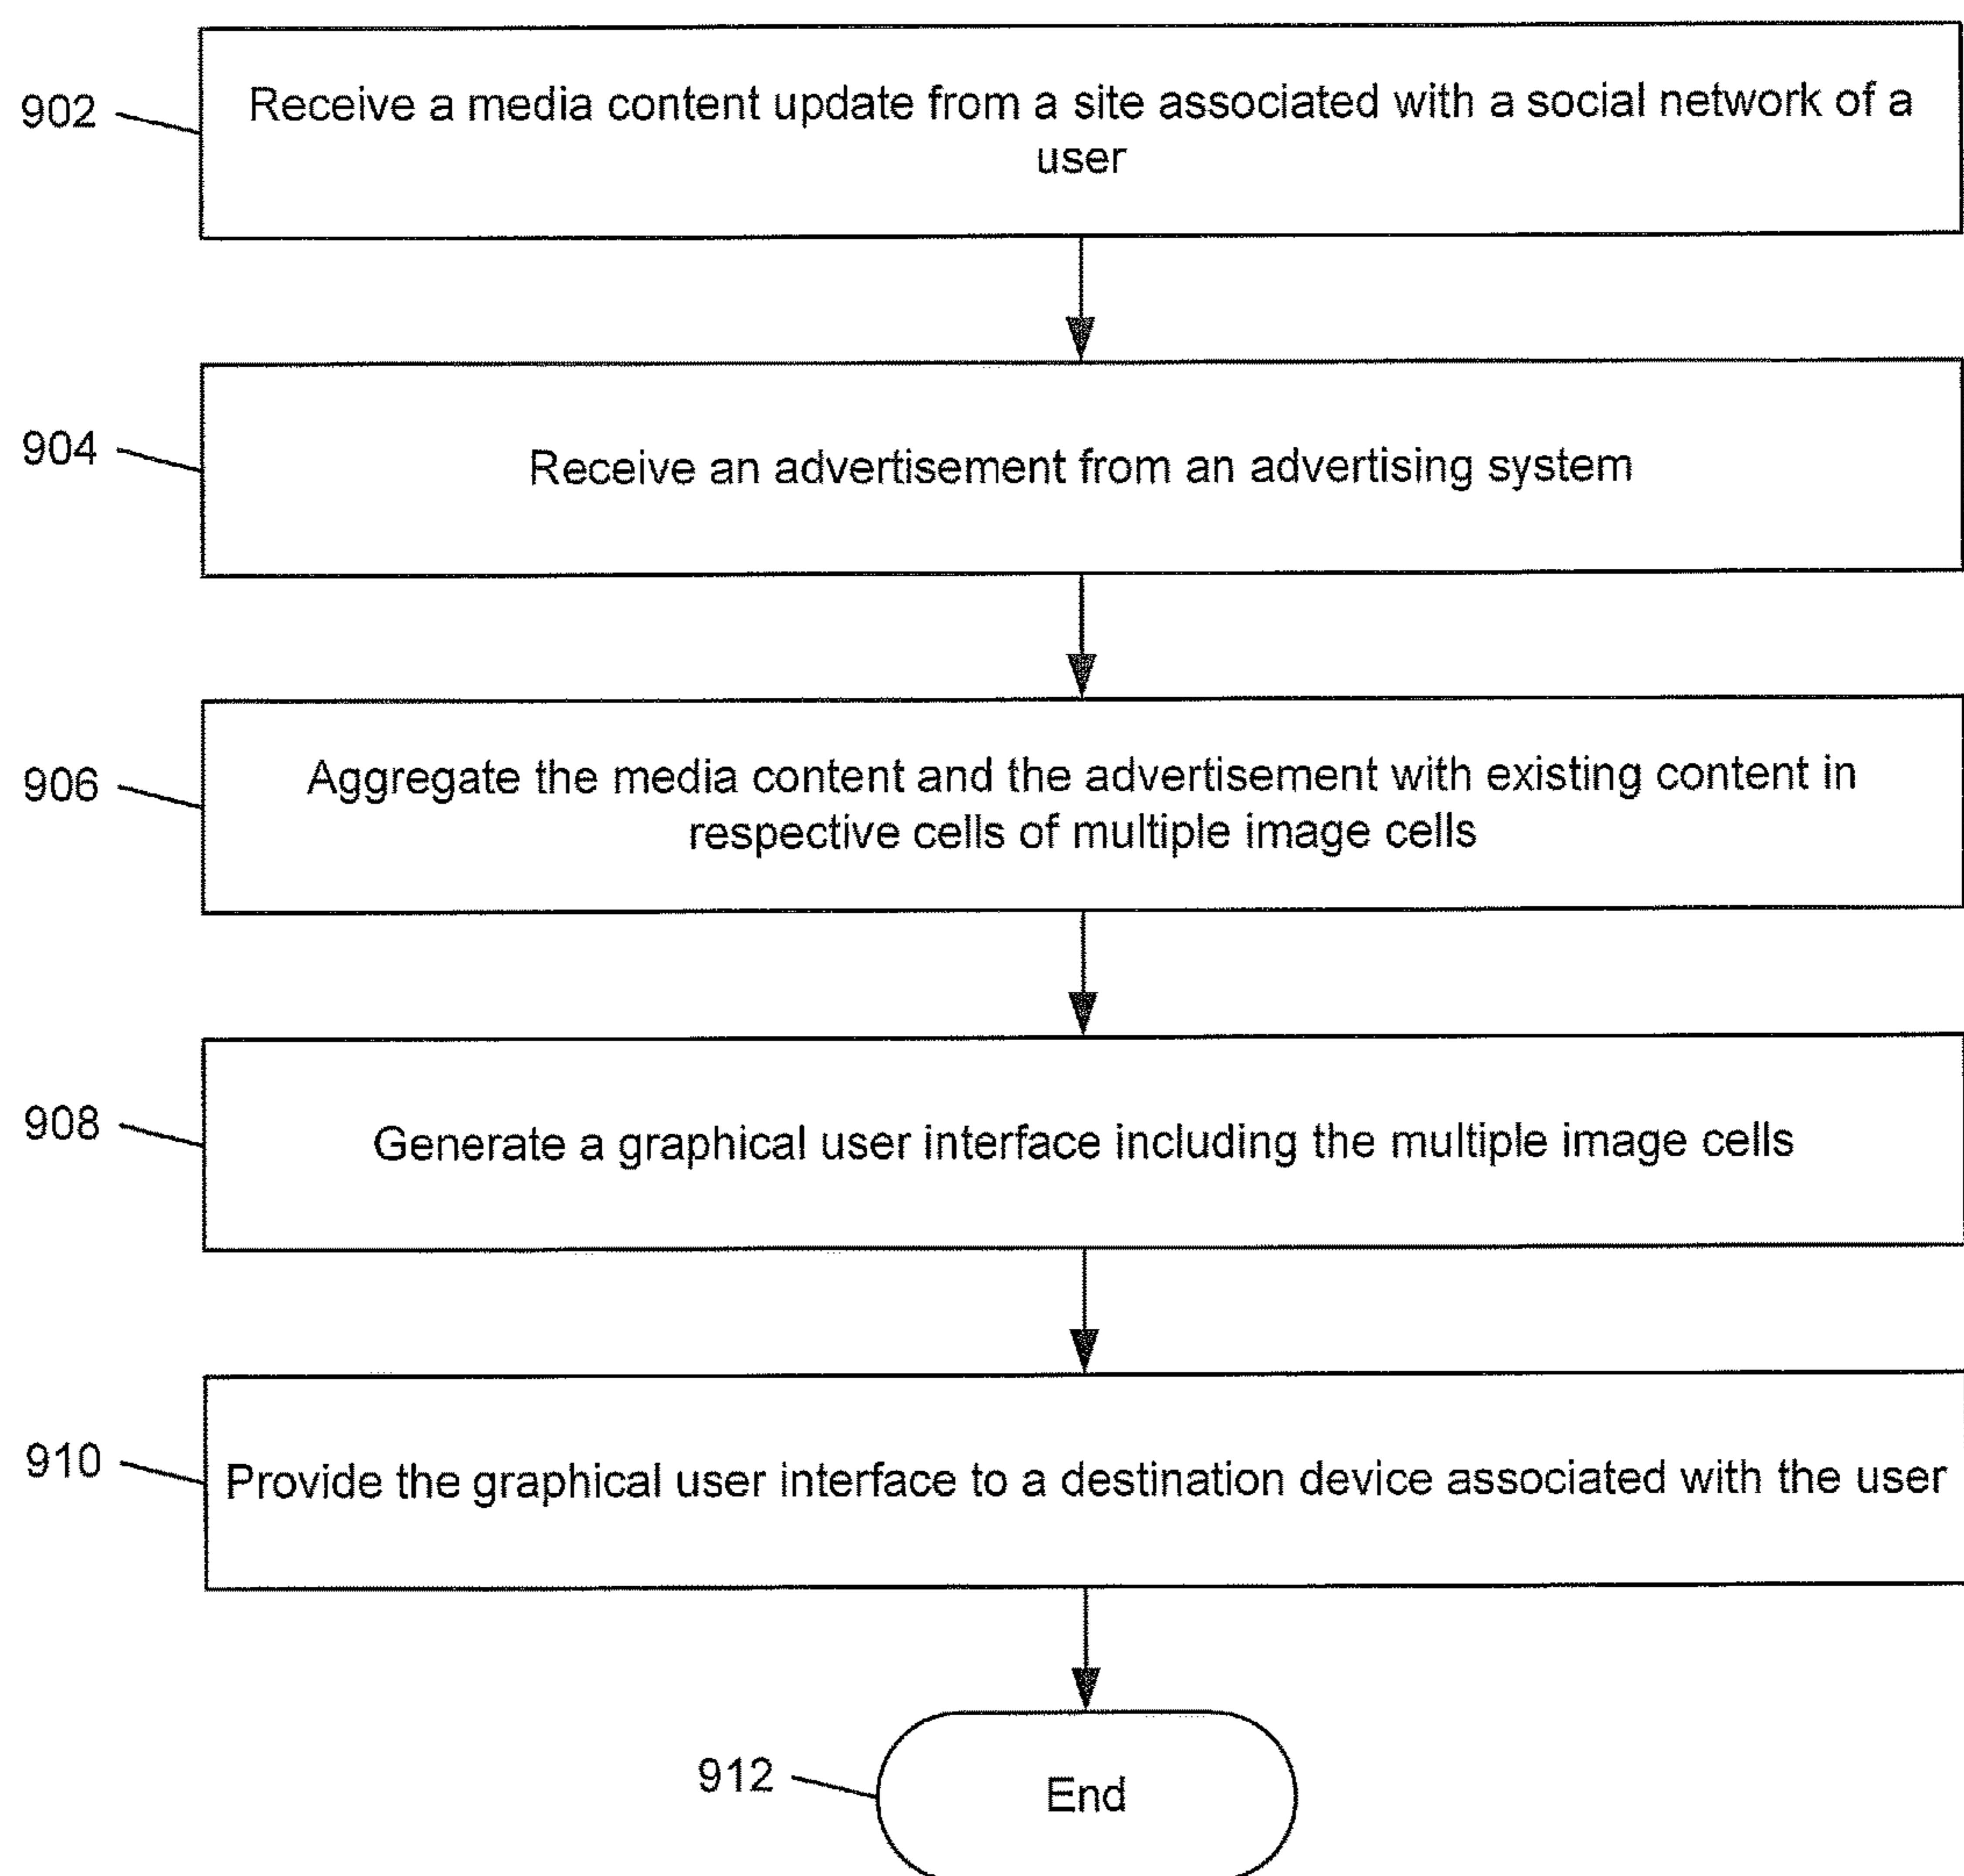 902
Receive a media content update from a site associated with a social network of a
user
904
Receive an advertisement from an advertising system
906
Aggregate the media content and the advertisement with existing content in
respective cells of multiple image cells
908
Generate a graphical user interface including the multiple image cells
910
Provide the graphical user interface to a destination device associated with the user
912
End